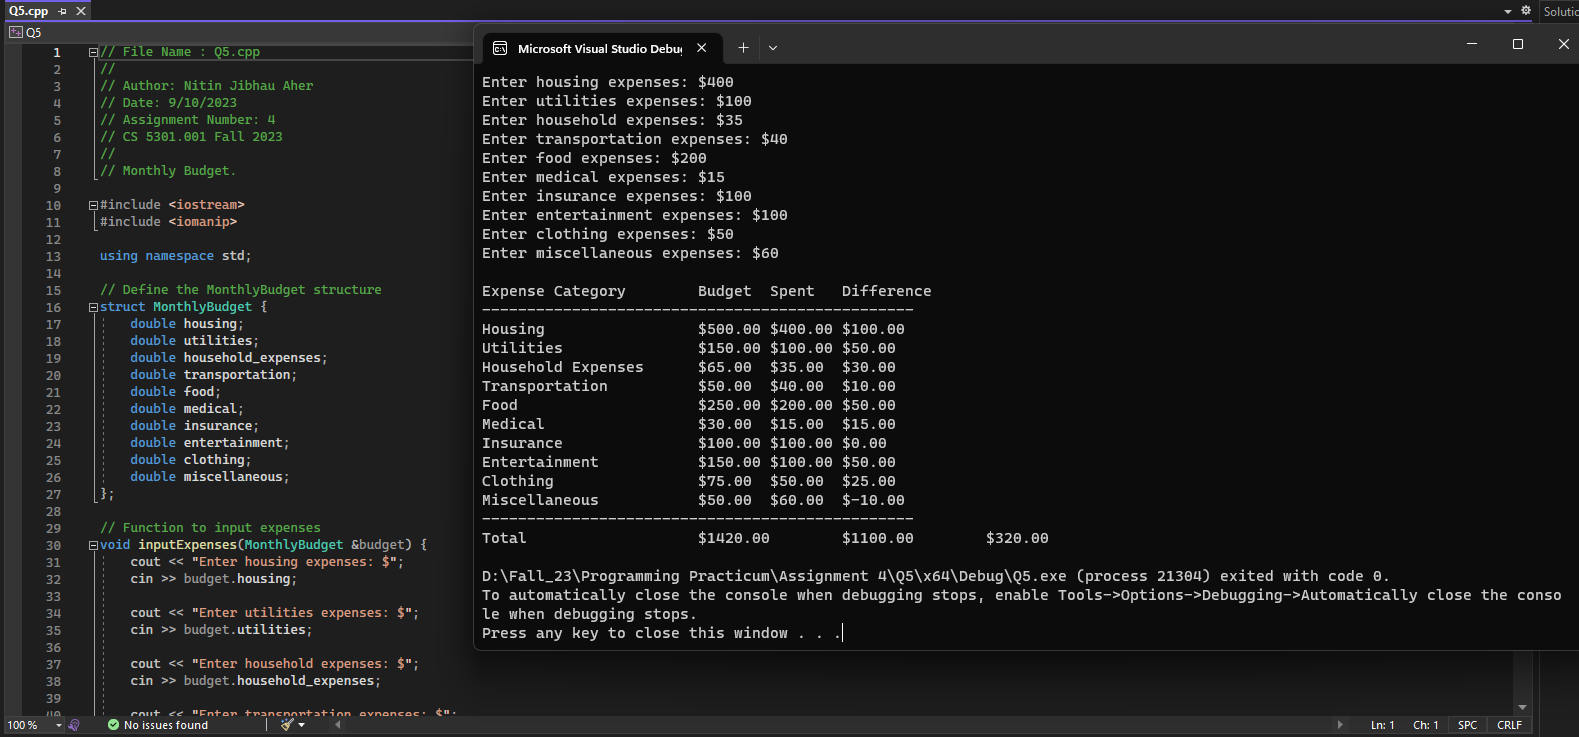 Q5.cpp
Solutio
Q5
1 // File Name : Q5.cpp
2 //
3 // Author: Nitin Jibhau Aher
4 // Date: 9/10/2023
5 // Assignment Number: 4
6 // CS 5301.001 Fall 2023
7 //
8 // Monthly Budget.
9
10 #include <iostream>
11 #include <iomanip>
12
13 using namespace std;
14
15 // Define the MonthlyBudget structure
16 struct MonthlyBudget {
17 double housing;
18 double utilities;
19 double household_expenses;
20 double transportation;
21 double food;
22 double medical;
23 double insurance;
24 double entertainment;
25 double clothing;
26 double miscellaneous;
27 };
28
29 // Function to input expenses
30 void inputExpenses(MonthlyBudget &budget) {
31 cout << "Enter housing expenses: $";
32 cin >> budget.housing;
33
34 cout << "Enter utilities expenses: $";
35 cin >> budget.utilities;
36
37 cout << "Enter household expenses: $";
38 cin >> budget.household_expenses;
39
40 cout << "Enter transportation expenses: $";
Microsoft Visual Studio Debug
Enter housing expenses: $400
Enter utilities expenses: $100
Enter household expenses: $35
Enter transportation expenses: $40
Enter food expenses: $200
Enter medical expenses: $15
Enter insurance expenses: $100
Enter entertainment expenses: $100
Enter clothing expenses: $50
Enter miscellaneous expenses: $60
Expense Category Budget Spent Difference
------------------------------------------------
Housing $500.00 $400.00 $100.00
Utilities $150.00 $100.00 $50.00
Household Expenses $65.00 $35.00 $30.00
Transportation $50.00 $40.00 $10.00
Food $250.00 $200.00 $50.00
Medical $30.00 $15.00 $15.00
Insurance $100.00 $100.00 $0.00
Entertainment $150.00 $100.00 $50.00
Clothing $75.00 $50.00 $25.00
Miscellaneous $50.00 $60.00 $-10.00
------------------------------------------------
Total $1420.00 $1100.00 $320.00
D:\Fall_23\Programming Practicum\Assignment 4\Q5\x64\Debug\Q5.exe (process 21304) exited with code 0.
To automatically close the console when debugging stops, enable Tools->Options->Debugging->Automatically close the conso
le when debugging stops.
Press any key to close this window . . .
100 % No issues found Ln: 1 Ch: 1 SPC CRLF